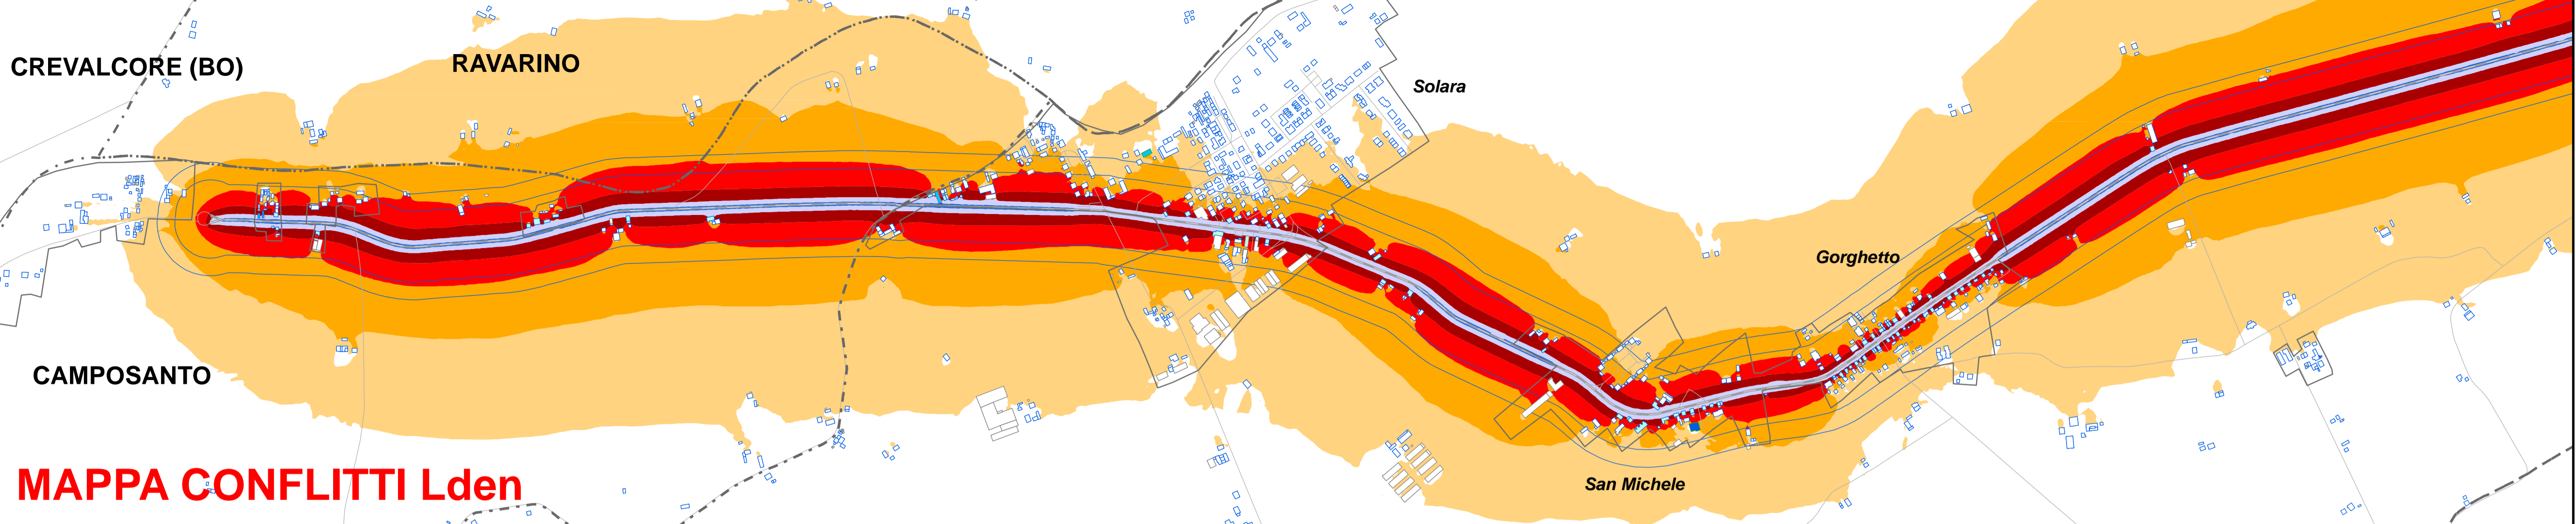 CREVALCORE (BO)
RAVARINO
Solara
Gorghetto
CAMPOSANTO
MAPPA CONFLITTI Lden
San Michele